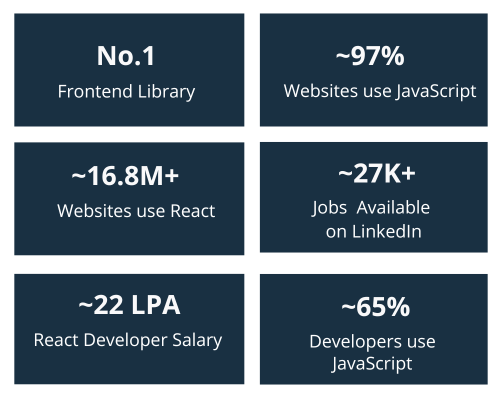 No.1
Frontend Library
~97%
Websites use JavaScript
~16.8M+
Websites use React
~27K+
Jobs Available
on LinkedIn
~22 LPA
React Developer Salary
~65%
Developers use
JavaScript